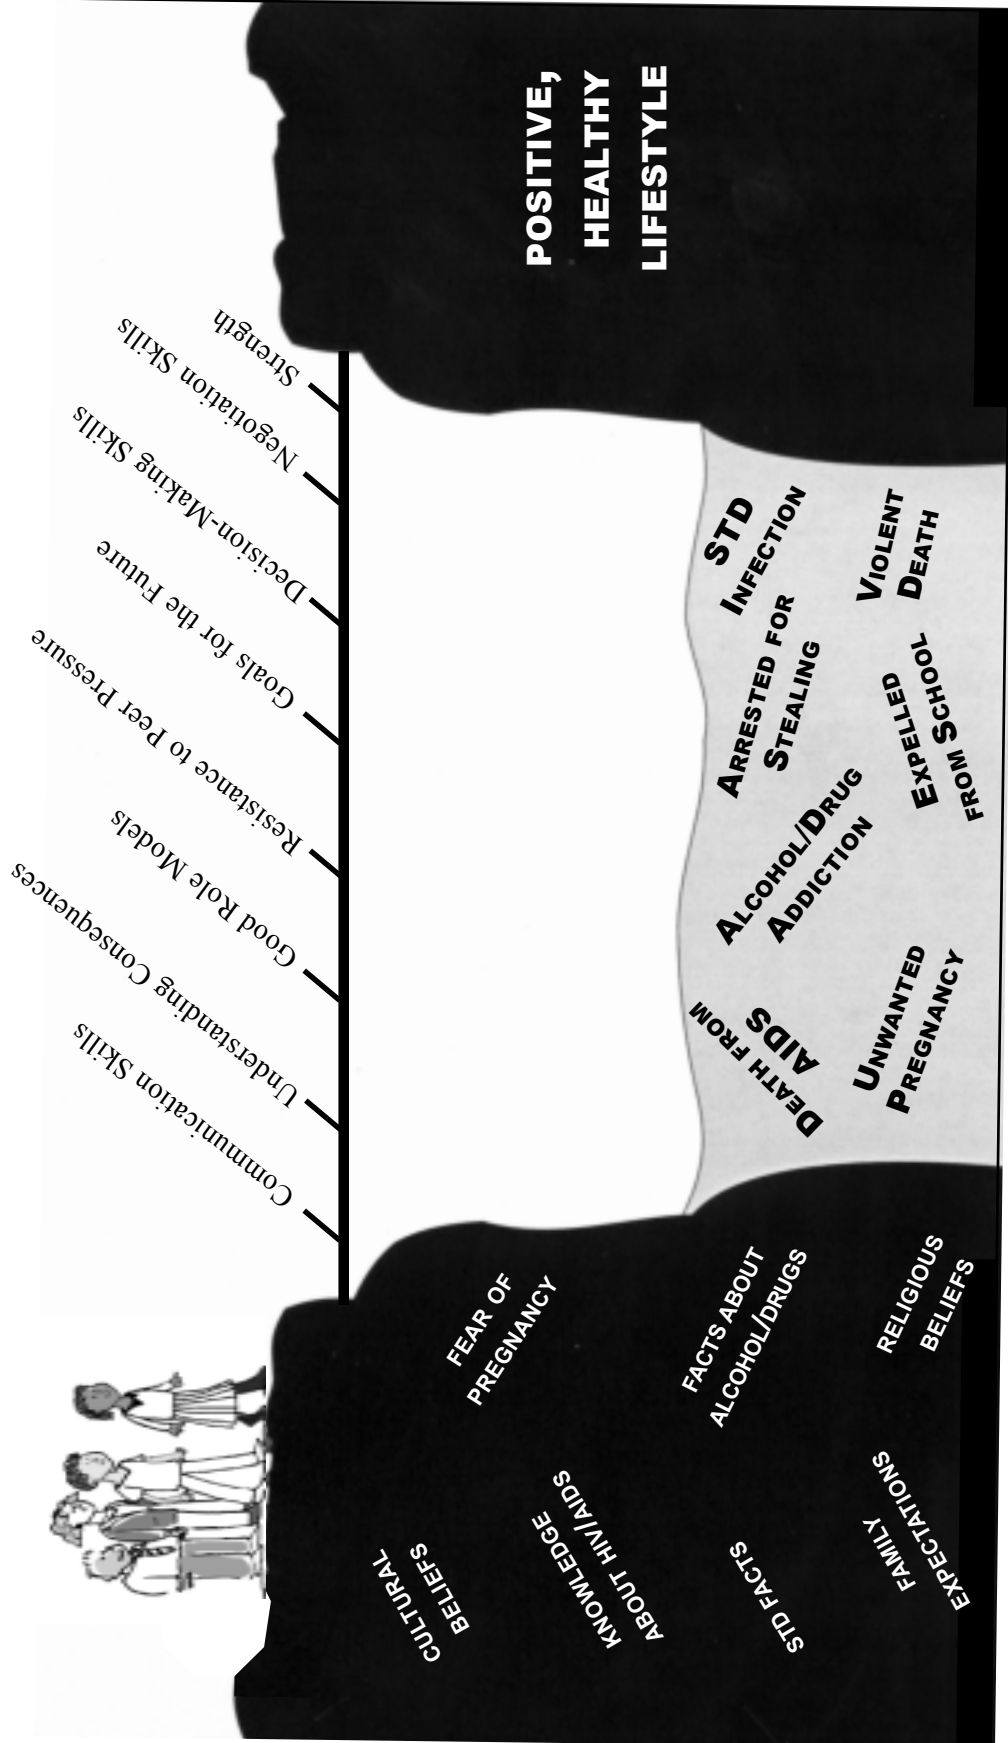 Communication Skills
Understanding Consequences
Good Role Models
Resistance to Peer Pressure
Goals for the Future
Decision-Making Skills
Negotiation Skills
Strength
POSITIVE,
HEALTHY
LIFESTYLE
FEAR OF
PREGNANCY
CULTURAL
BELIEFS
KNOWLEDGE
ABOUT HIV/AIDS
FACTS ABOUT
ALCOHOL/DRUGS
STD FACTS
RELIGIOUS
BELIEFS
FAMILY
EXPECTATIONS
DEATH FROM
AIDS
ALCOHOL/DRUG
ADDICTION
ARRESTED FOR
STEALING
STD
INFECTION
UNWANTED
PREGNANCY
EXPELLED
FROM SCHOOL
VIOLENT
DEATH